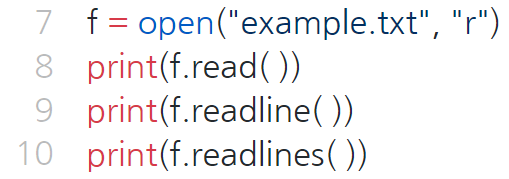 7 f = open("example.txt", "r")
8 print(f.read( ))
9 print(f.readline( ))
10 print(f.readlines( ))